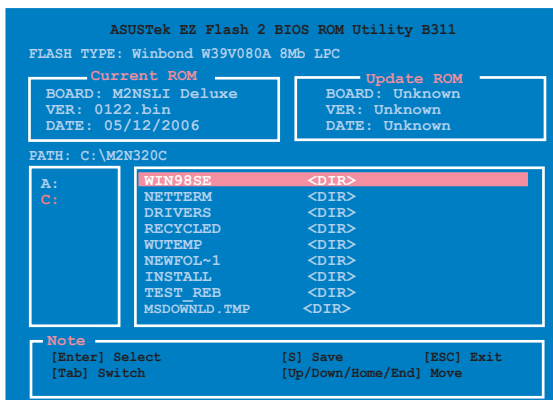 ASUSTek EZ Flash 2 BIOS ROM Utility B311
FLASH TYPE: Winbond W39V080A 8Mb LPC
Current ROM
BOARD: M2NSLI Deluxe
VER: 0122.bin
DATE: 05/12/2006
Update ROM
BOARD: Unknown
VER: Unknown
DATE: Unknown
PATH: C:\M2N320C
A:
C:
WIN98SE <DIR>
NETTERM <DIR>
DRIVERS <DIR>
RECYCLED <DIR>
WUTEMP <DIR>
NEWFOL~1 <DIR>
INSTALL <DIR>
TEST_REB <DIR>
MSDOWNLD.TMP <DIR>
Note
[Enter] Select [S] Save [ESC] Exit
[Tab] Switch [Up/Down/Home/End] Move